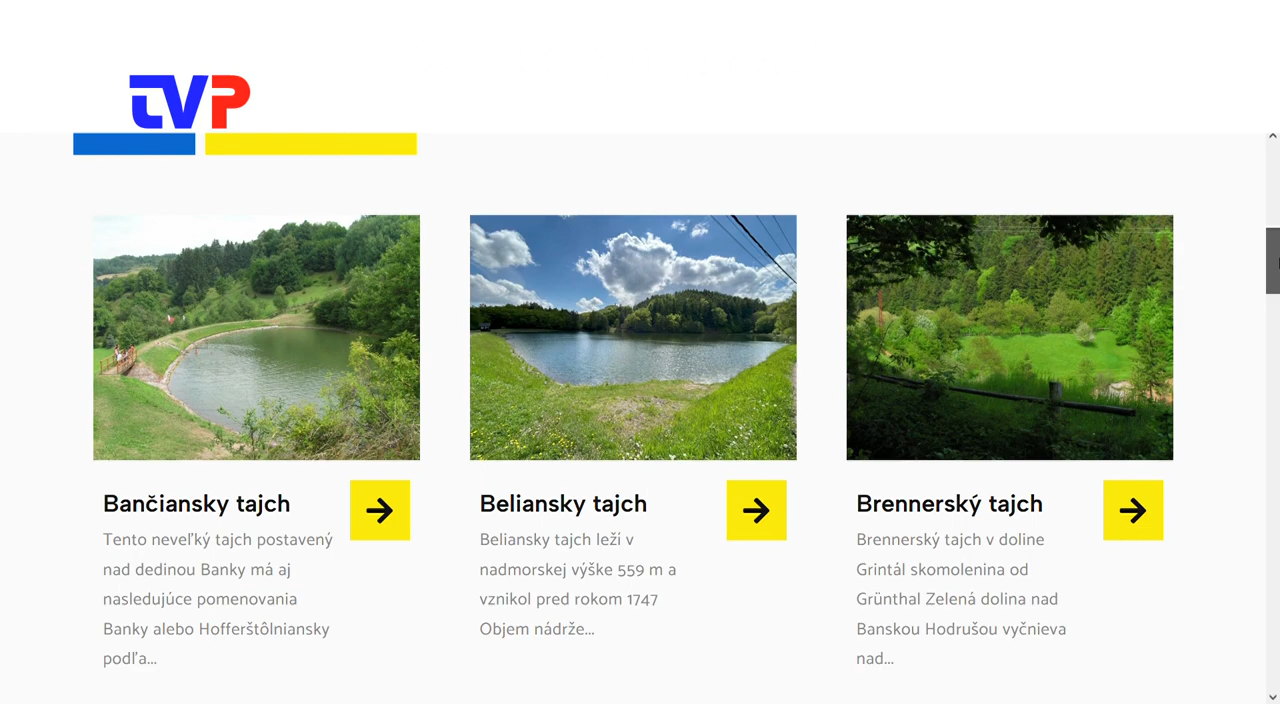 TVP
Bančiansky tajch
Tento neveľký tajch postavený
nad dedinou Banky má aj
nasledujúce pomenovania
Banky alebo Hofferštôlniansky
podľa...
Beliansky tajch
Beliansky tajch leží v
nadmorskej výške 559 m a
vznikol pred rokom 1747
Objem nádrže...
Brennerský tajch
Brennerský tajch v doline
Grintál skomolenina od
Grünthal Zelená dolina nad
Banskou Hodrušou vyčnieva
nad...